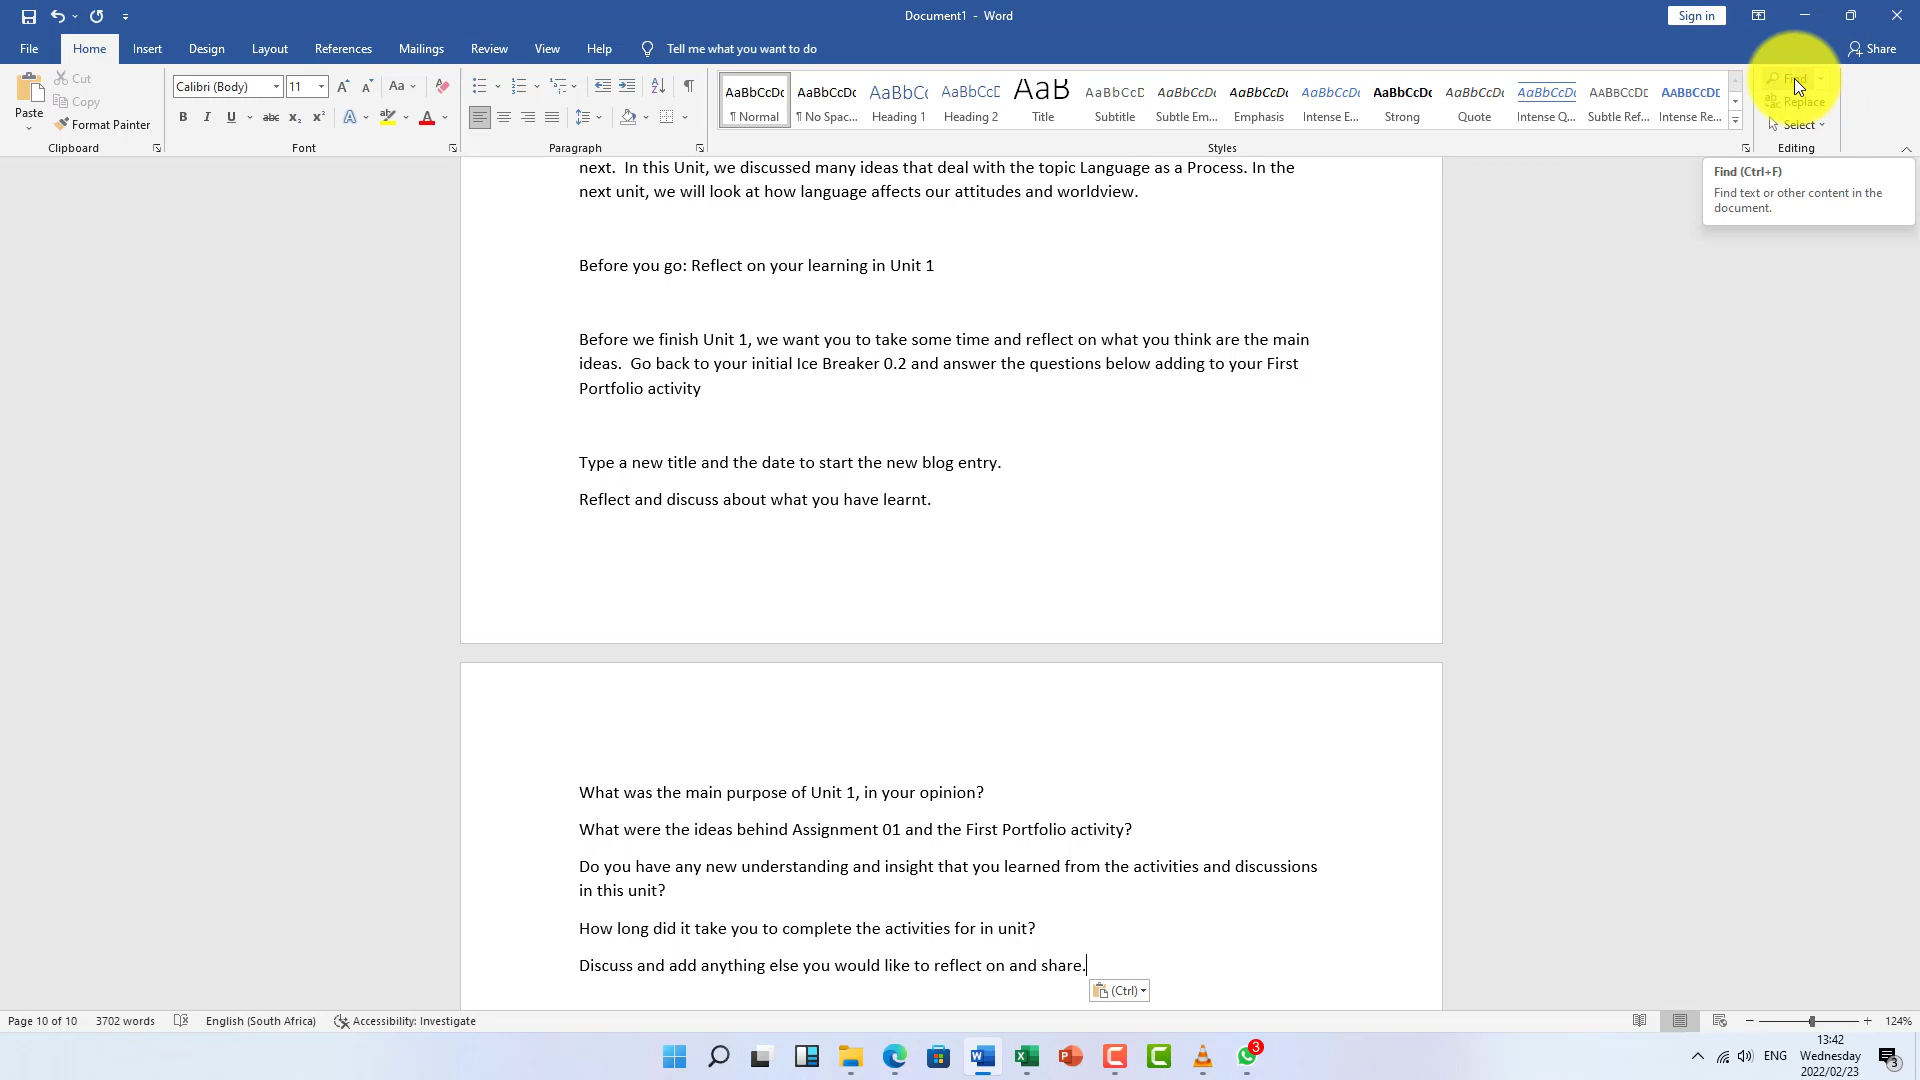 Document1 - Word
Sign in
File Home Insert Design Layout References Mailings Review View Help Tell me what you want to do
Share
Paste
Cut
Copy
Format Painter
Clipboard
Calibri (Body) 11
Font
Paragraph
AaBbCcDc AaBbCcDc AaBbCc AaBbCcD AaB AaBbCcD AaBbCcDc AaBbCcDc AaBbCcDc AaBbCcDc AaBbCcDc AaBbCcDc AABBCCDD AABBCCDD
¶ Normal ¶ No Spac... Heading 1 Heading 2 Title Subtitle Subtle Em... Emphasis Intense E... Strong Quote Intense Q... Subtle Ref... Intense Re...
Styles
Find
Replace
Select
Editing
Find (Ctrl+F)
Find text or other content in the
document.
next.  In this Unit, we discussed many ideas that deal with the topic Language as a Process. In the
next unit, we will look at how language affects our attitudes and worldview.
Before you go: Reflect on your learning in Unit 1
Before we finish Unit 1, we want you to take some time and reflect on what you think are the main
ideas.  Go back to your initial Ice Breaker 0.2 and answer the questions below adding to your First
Portfolio activity
Type a new title and the date to start the new blog entry.
Reflect and discuss about what you have learnt.
What was the main purpose of Unit 1, in your opinion?
What were the ideas behind Assignment 01 and the First Portfolio activity?
Do you have any new understanding and insight that you learned from the activities and discussions
in this unit?
How long did it take you to complete the activities for in unit?
Discuss and add anything else you would like to reflect on and share.
(Ctrl)
Page 10 of 10 3702 words English (South Africa) Accessibility: Investigate
124%
3
ENG
13:42
Wednesday
2022/02/23
3